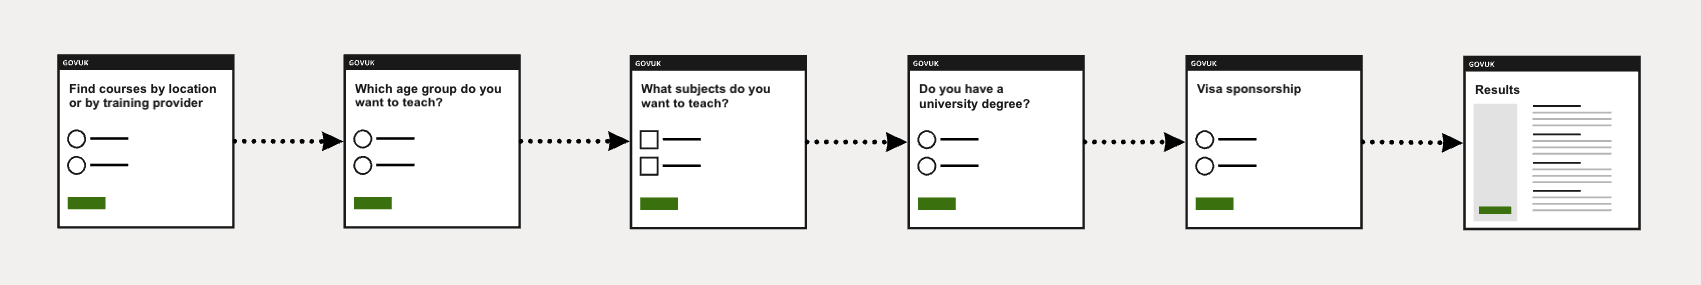 GOVUK
Find courses by location
or by training provider
GOVUK
Which age group do you
want to teach?
GOVUK
What subjects do you
want to teach?
GOVUK
Do you have a
university degree?
GOVUK
Visa sponsorship
GOVUK
Results